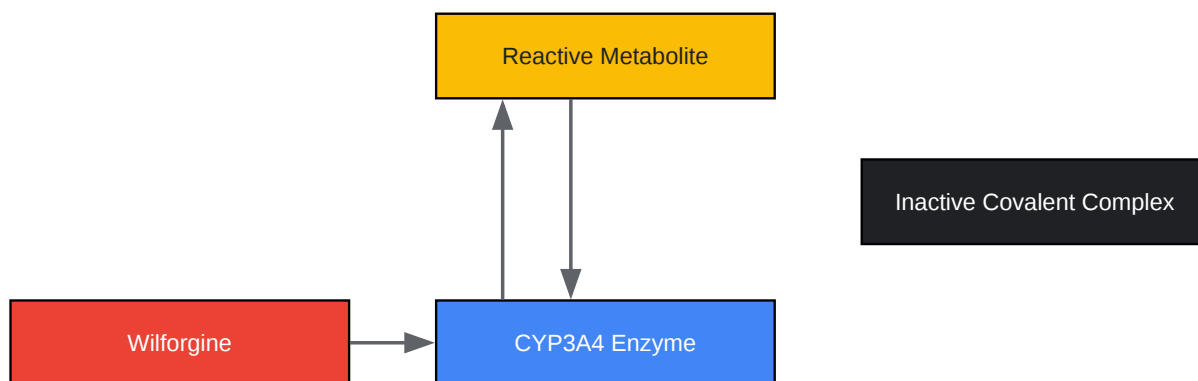 Reactive Metabolite
Inactive Covalent Complex
Wilforgine
CYP3A4 Enzyme